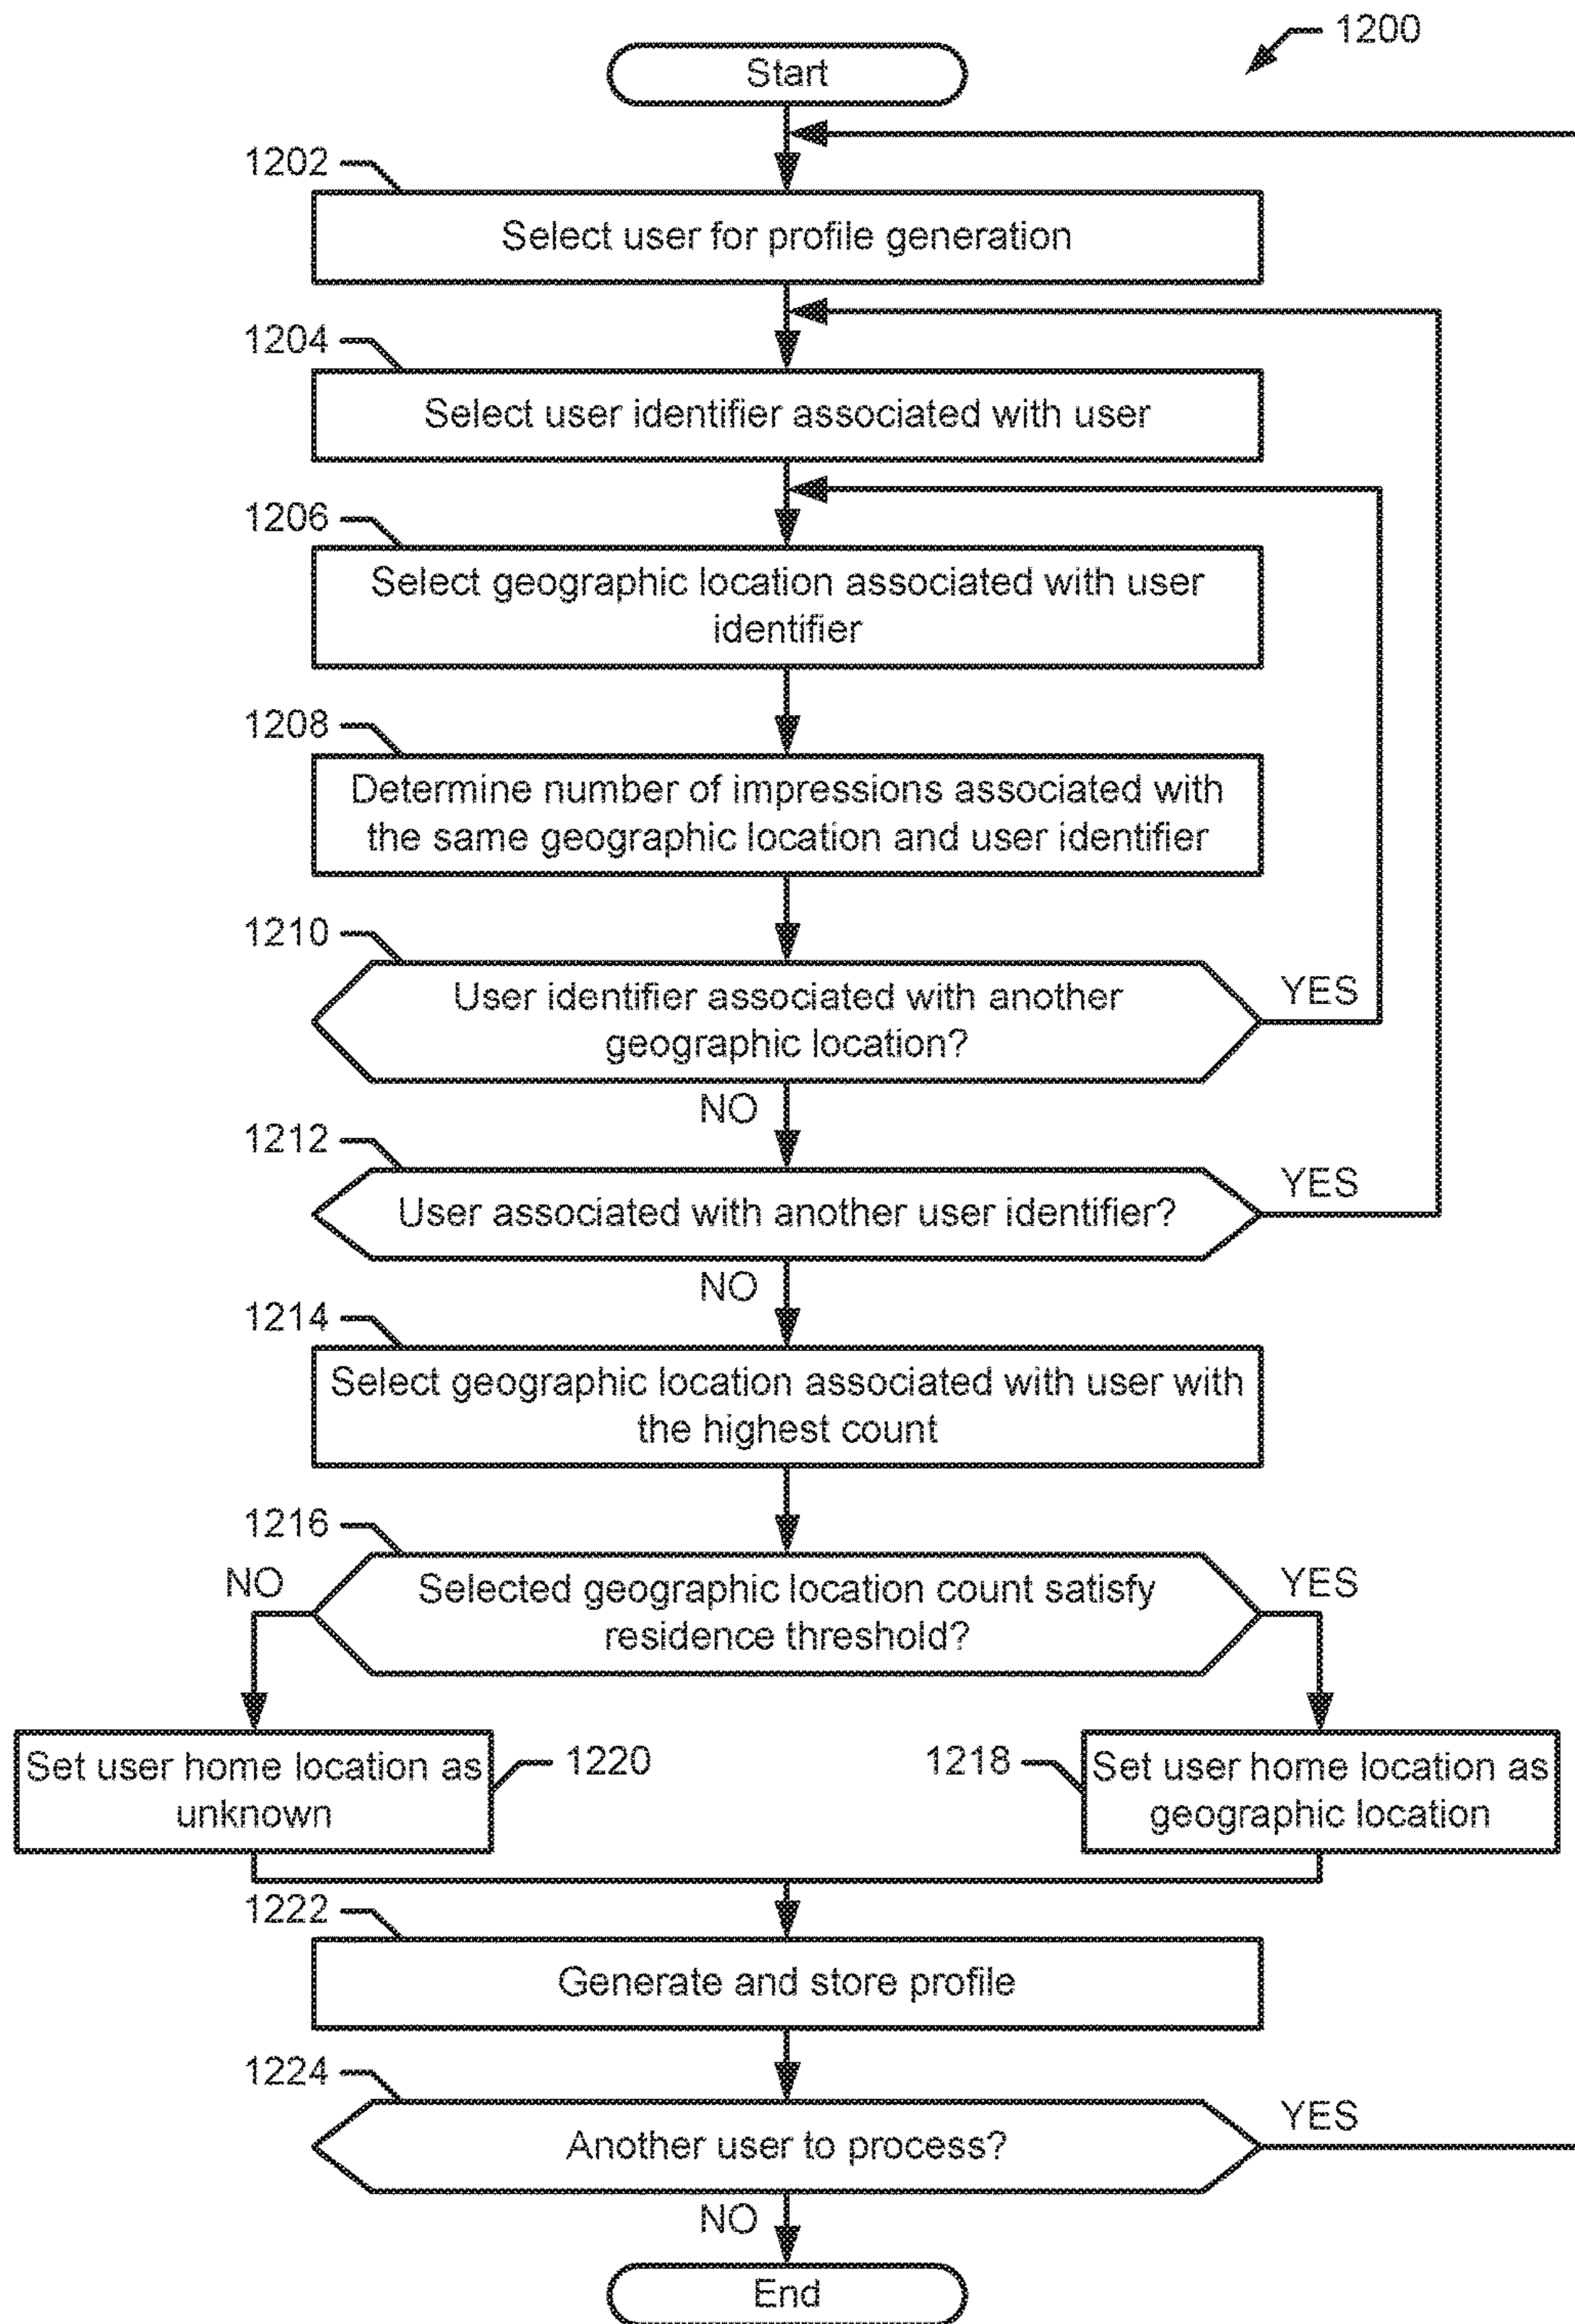 1200
Start
1202
Select user for profile generation
1204
Select user identifier associated with user
1206
Select geographic location associated with user
identifier
1208
Determine number of impressions associated with
the same geographic location and user identifier
1210
User identifier associated with another
geographic location?
YES
NO
1212
User associated with another user identifier?
YES
NO
1214
Select geographic location associated with user with
the highest count
1216
NO
Selected geographic location count satisfy
residence threshold?
YES
Set user home location as
unknown
1220
1218
Set user home location as
geographic location
1222
Generate and store profile
1224
Another user to process?
YES
NO
End